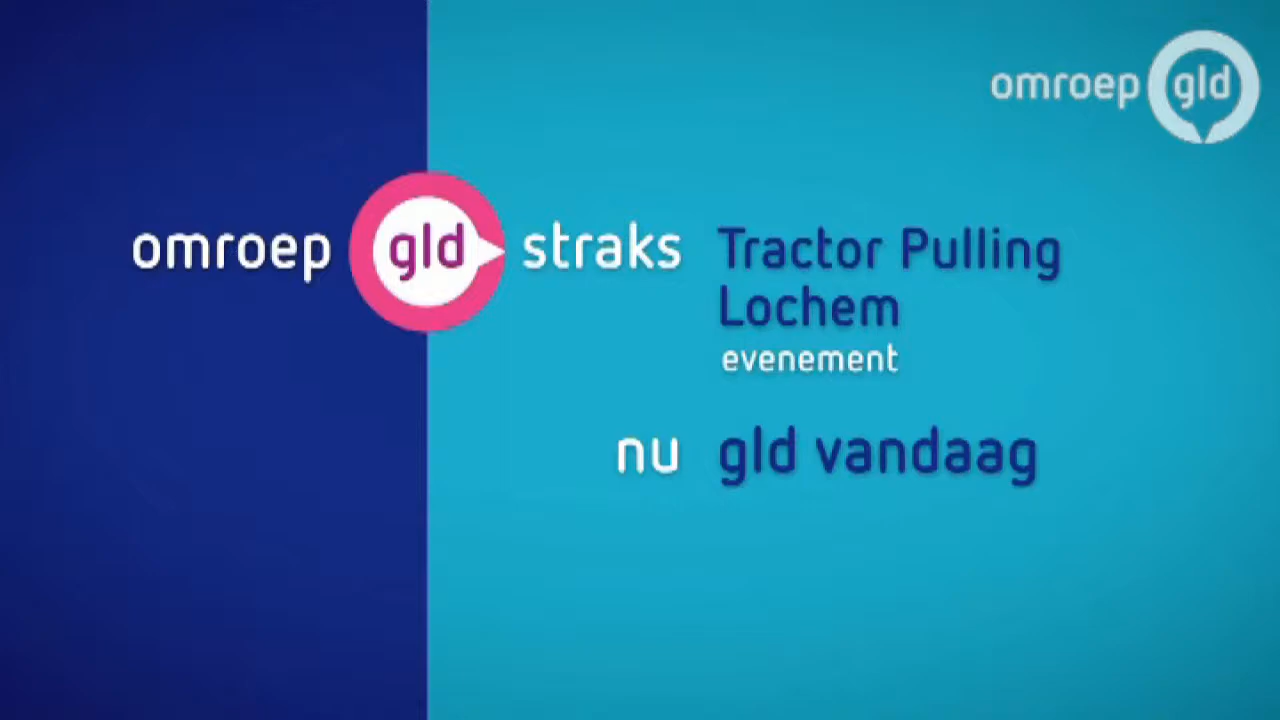 omroep gld
omroep gld straks Tractor Pulling
Lochem
evenement
nu gld vandaag